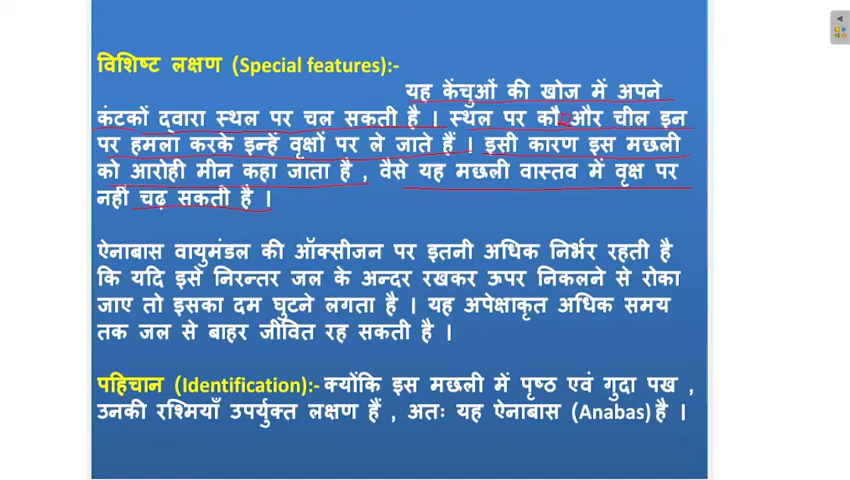 विशिष्ट लक्षण (Special features):-
यह केंचुओं की खोज में अपने
कंटकों द्वारा स्थल पर चल सकती है । स्थल पर कौए और चील इन
पर हमला करके इन्हें वृक्षों पर ले जाते हैं । इसी कारण इस मछली
को आरोही मीन कहा जाता है , वैसे यह मछली वास्तव में वृक्ष पर
नहीं चढ़ सकती है ।
ऐनाबास वायुमंडल की ऑक्सीजन पर इतनी अधिक निर्भर रहती है
कि यदि इसे निरन्तर जल के अन्दर रखकर ऊपर निकलने से रोका
जाए तो इसका दम घुटने लगता है । यह अपेक्षाकृत अधिक समय
तक जल से बाहर जीवित रह सकती है ।
पहिचान (Identification):- क्योंकि इस मछली में पृष्ठ एवं गुदा पख ,
उनकी रश्मियाँ उपर्युक्त लक्षण हैं , अतः यह ऐनाबास (Anabas) है ।